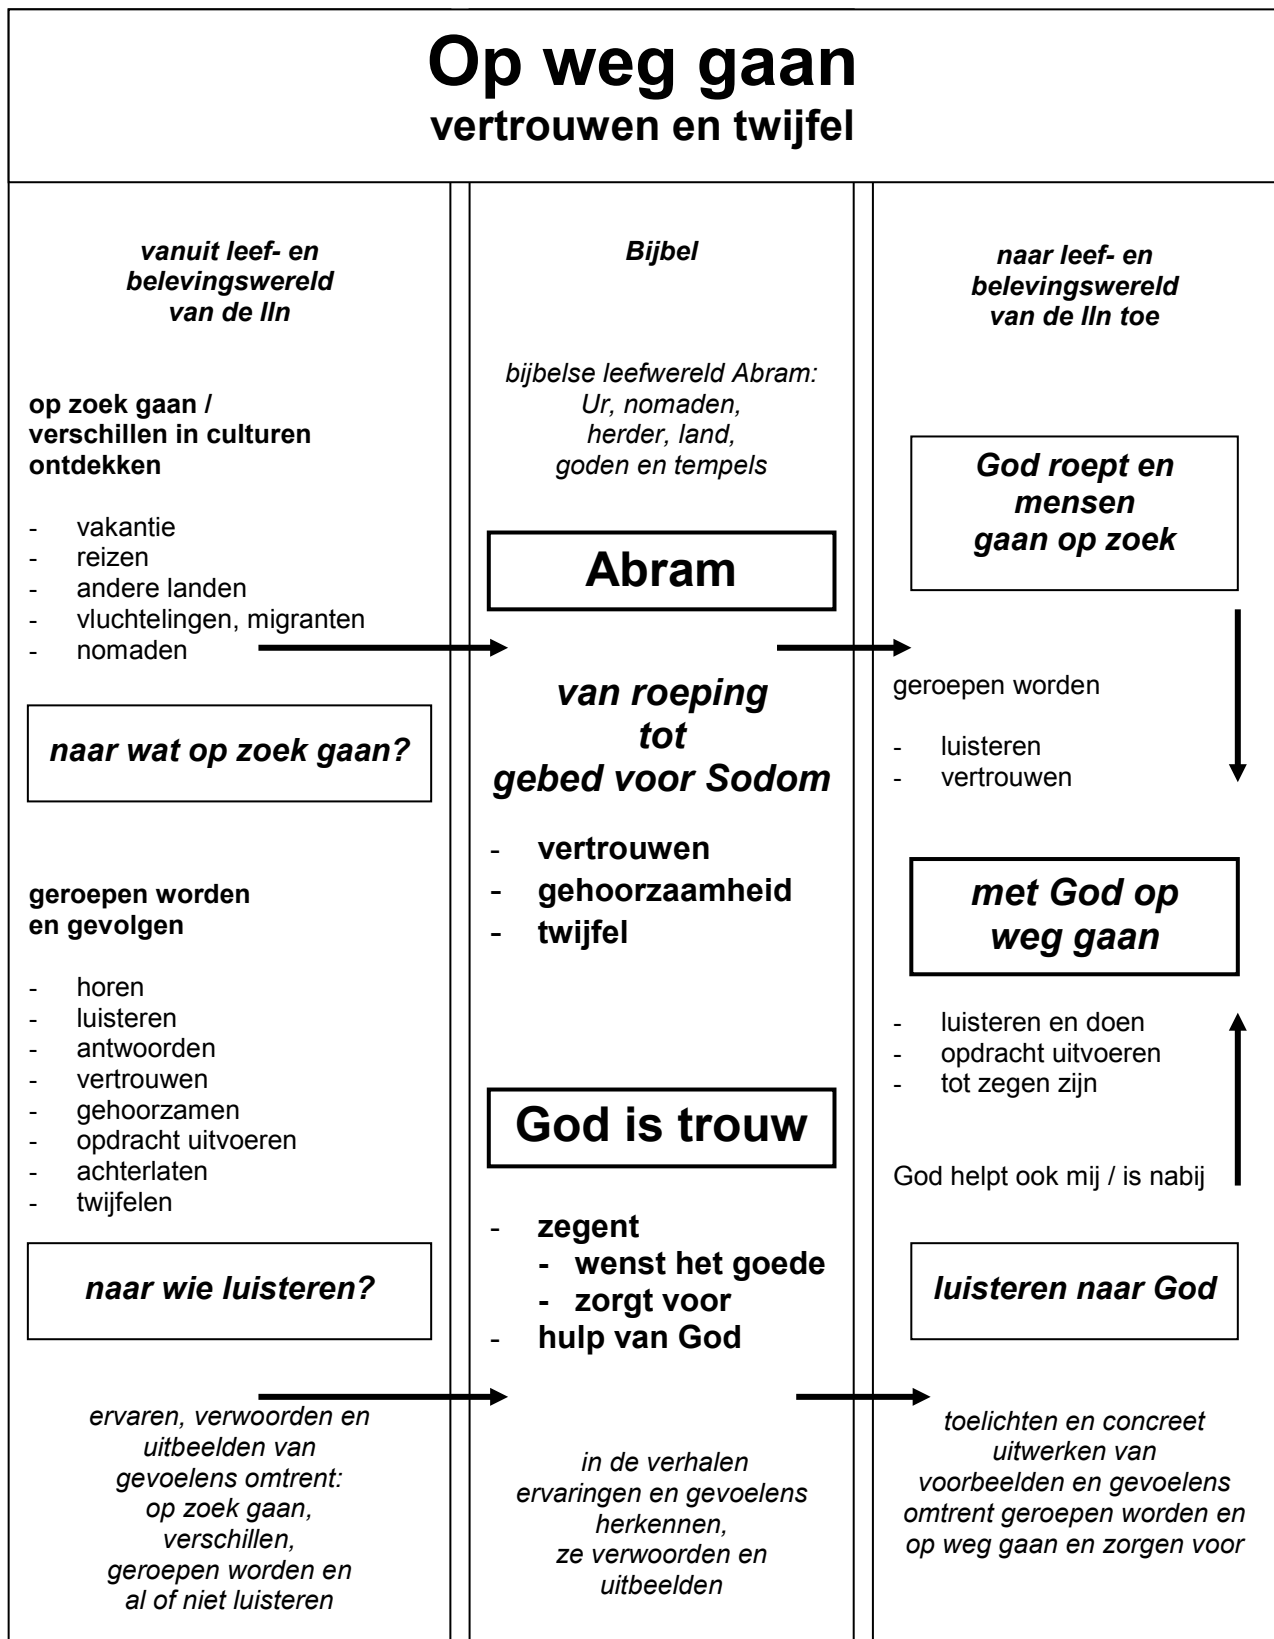 Op weg gaan
vertrouwen en twijfel
vanuit leef- en
belevingswereld
van de lln
op zoek gaan /
verschillen in culturen
ontdekken
- vakantie
- reizen
- andere landen
- vluchtelingen, migranten
- nomaden
naar wat op zoek gaan?
geroepen worden
en gevolgen
- horen
- luisteren
- antwoorden
- vertrouwen
- gehoorzamen
- opdracht uitvoeren
- achterlaten
- twijfelen
naar wie luisteren?
ervaren, verwoorden en
uitbeelden van
gevoelens omtrent:
op zoek gaan,
verschillen,
geroepen worden en
al of niet luisteren
Bijbel
bijbelse leefwereld Abram:
Ur, nomaden,
herder, land,
goden en tempels
Abram
van roeping
tot
gebed voor Sodom
- vertrouwen
- gehoorzaamheid
- twijfel
God is trouw
- zegent
- wenst het goede
- zorgt voor
- hulp van God
in de verhalen
ervaringen en gevoelens
herkennen,
ze verwoorden en
uitbeelden
naar leef- en
belevingswereld
van de lln toe
God roept en
mensen
gaan op zoek
geroepen worden
- luisteren
- vertrouwen
met God op
weg gaan
- luisteren en doen
- opdracht uitvoeren
- tot zegen zijn
God helpt ook mij / is nabij
luisteren naar God
toelichten en concreet
uitwerken van
voorbeelden en gevoelens
omtrent geroepen worden en
op weg gaan en zorgen voor